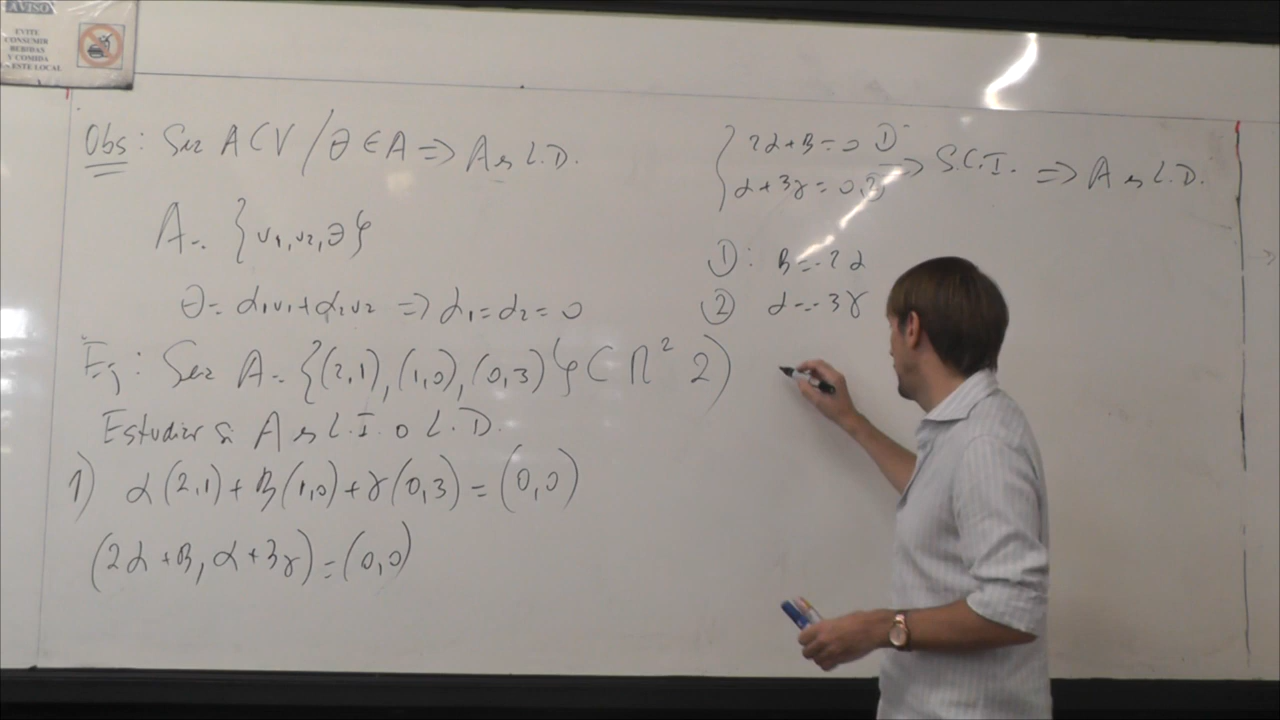 AVISO
EVITE
CONSUMIR
BEBIDAS
Y COMIDA
EN ESTE LOCAL
Obs: Sea A ⊂ V / θ ∈ A ⇒ A es L.D.
A = {v₁, v₂, θ}
θ = α₁v₁ + α₂v₂ ⇒ α₁ = α₂ = 0
Ej: Sea A = {(2,1), (1,0), (0,3)} ⊂ ℝ²
Estudiar si A es L.I. o L.D.
1) α(2,1) + β(1,0) + γ(0,3) = (0,0)
(2α + β, α + 3γ) = (0,0)
2)
{ 2α + β = 0 ①
α + 3γ = 0 ② ⇒ S.C.I. ⇒ A es L.D.
①: β = -2α
② α = -3γ